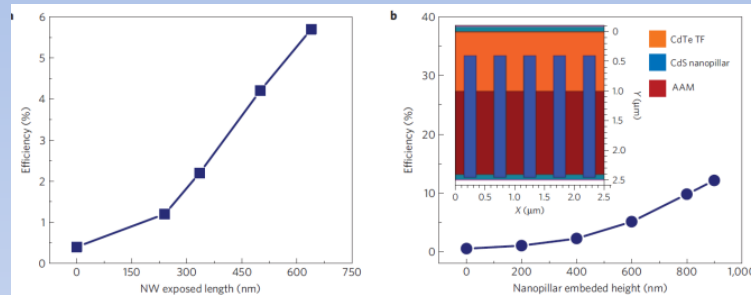 a
6
5
4
3
2
1
0
Efficiency (%)
0 150 300 450 600 750
NW exposed length (nm)
b
40
30
20
10
0
Efficiency (%)
0 200 400 600 800 1,000
Nanopillar embeded height (nm)
0
0.5
1.0
1.5
2.0
2.5
Y (μm)
0 0.5 1.0 1.5 2.0 2.5
X (μm)
CdTe TF
CdS nanopillar
AAM